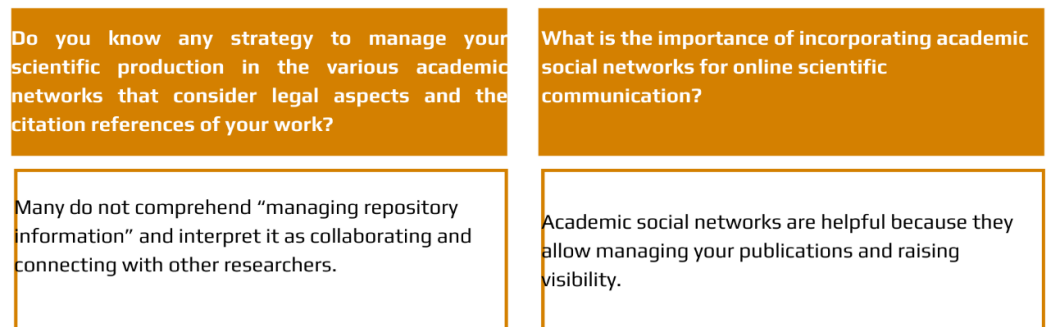 Do you know any strategy to manage your
scientific production in the various academic
networks that consider legal aspects and the
citation references of your work?
What is the importance of incorporating academic
social networks for online scientific
communication?
Many do not comprehend “managing repository
information” and interpret it as collaborating and
connecting with other researchers.
Academic social networks are helpful because they
allow managing your publications and raising
visibility.